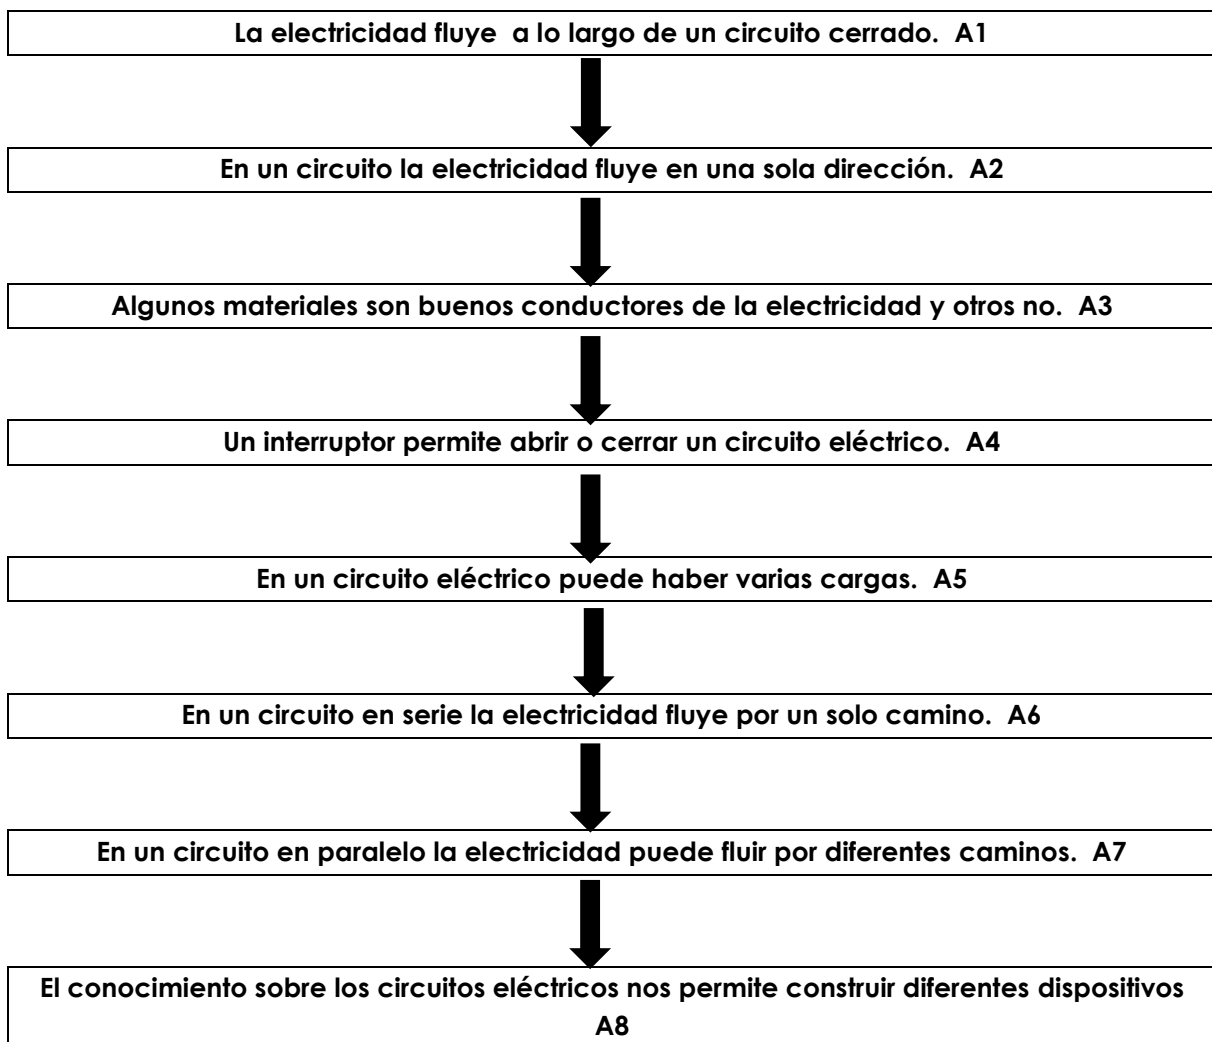 La electricidad fluye  a lo largo de un circuito cerrado.  A1
En un circuito la electricidad fluye en una sola dirección.  A2
Algunos materiales son buenos conductores de la electricidad y otros no.  A3
Un interruptor permite abrir o cerrar un circuito eléctrico.  A4
En un circuito eléctrico puede haber varias cargas.  A5
En un circuito en serie la electricidad fluye por un solo camino.  A6
En un circuito en paralelo la electricidad puede fluir por diferentes caminos.  A7
El conocimiento sobre los circuitos eléctricos nos permite construir diferentes dispositivos
A8